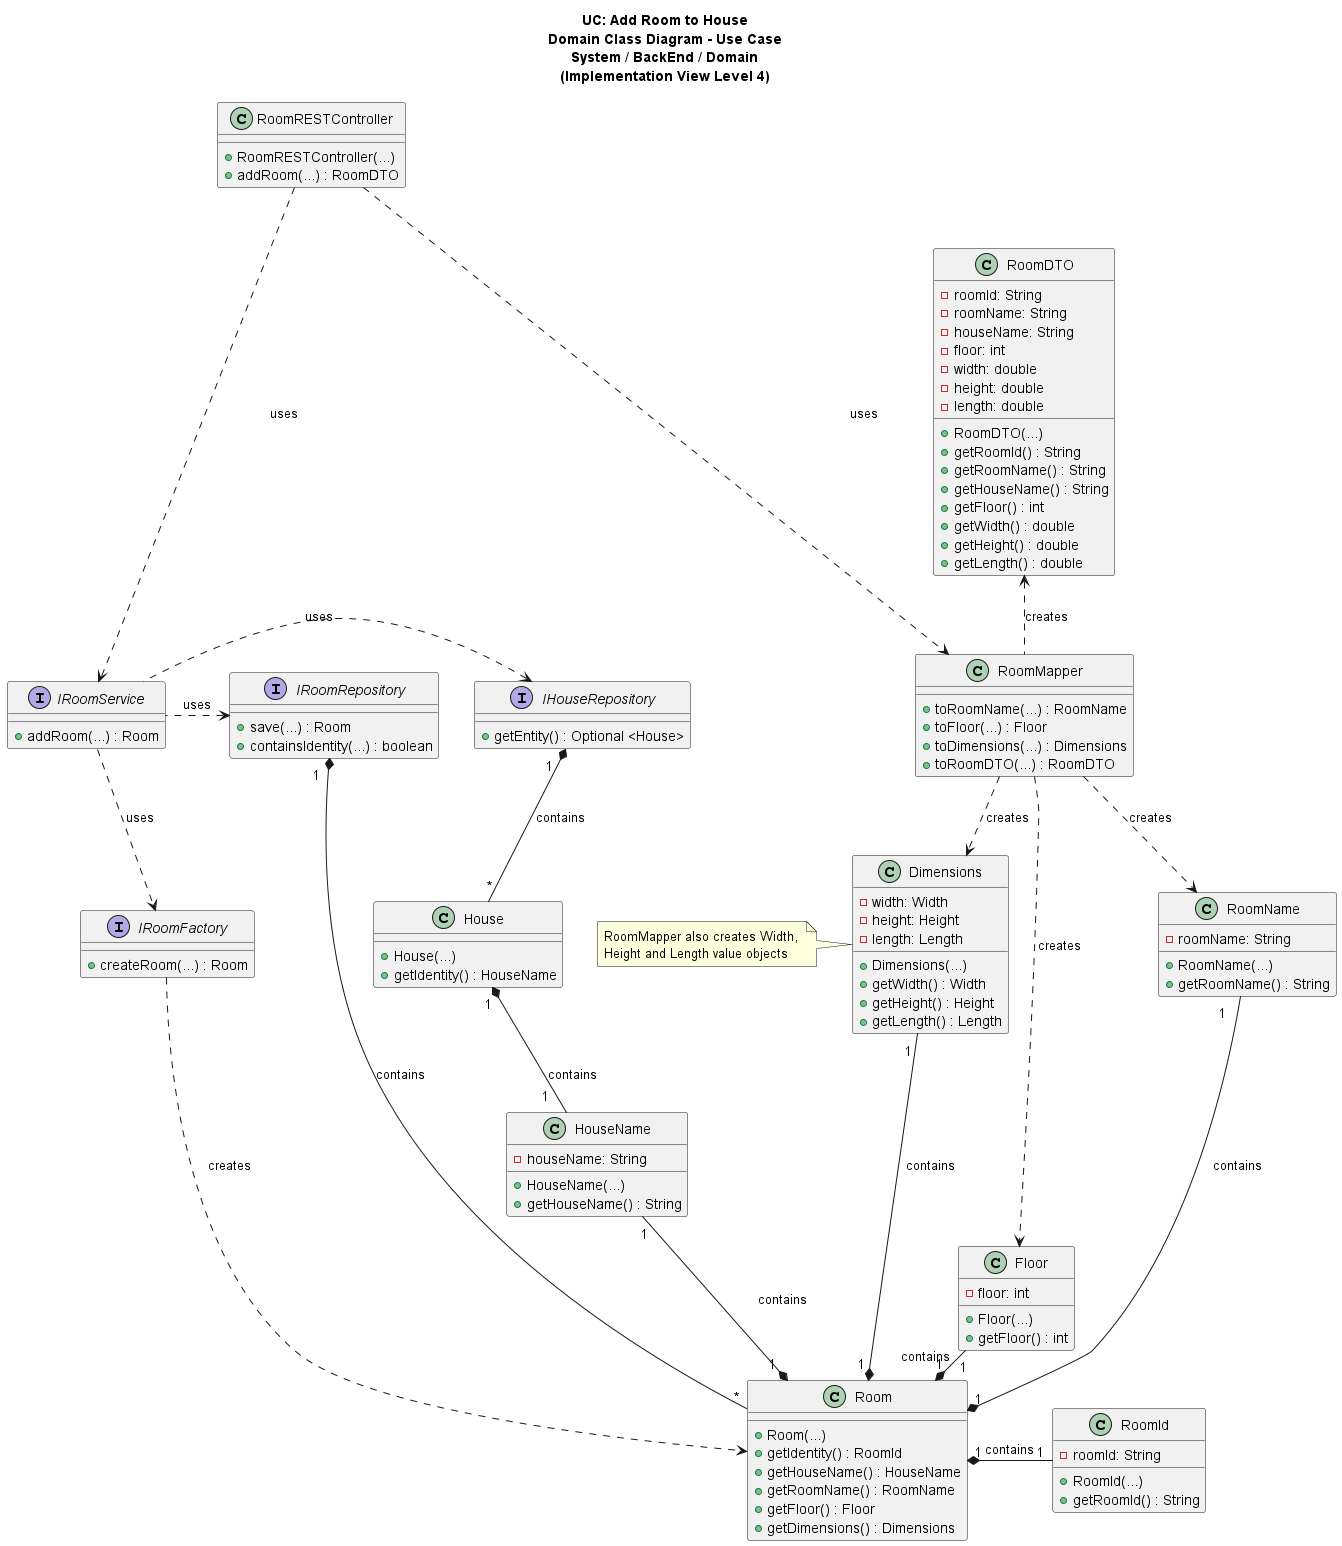 UC: Add Room to House
Domain Class Diagram - Use Case
System / BackEnd / Domain
(Implementation View Level 4)
C RoomRESTController
RoomRESTController(...)
addRoom(...) : RoomDTO
C RoomDTO
roomId: String
roomName: String
houseName: String
floor: int
width: double
height: double
length: double
RoomDTO(...)
getRoomId() : String
getRoomName() : String
getHouseName() : String
getFloor() : int
getWidth() : double
getHeight() : double
getLength() : double
uses
uses
uses
creates
I IRoomService
addRoom(...) : Room
uses
I IRoomRepository
save(...) : Room
containsIdentity(...) : boolean
I IHouseRepository
getEntity() : Optional <House>
C RoomMapper
toRoomName(...) : RoomName
toFloor(...) : Floor
toDimensions(...) : Dimensions
toRoomDTO(...) : RoomDTO
1
1
uses
contains
creates
creates
*
I IRoomFactory
createRoom(...) : Room
C House
House(...)
getIdentity() : HouseName
RoomMapper also creates Width,
Height and Length value objects
C Dimensions
width: Width
height: Height
length: Length
Dimensions(...)
getWidth() : Width
getHeight() : Height
getLength() : Length
creates
C RoomName
roomName: String
RoomName(...)
getRoomName() : String
1
1
1
contains
contains
1
C HouseName
houseName: String
HouseName(...)
getHouseName() : String
creates
contains
contains
1
C Floor
floor: int
Floor(...)
getFloor() : int
contains
contains
1
1
1
1
*
1
C Room
Room(...)
getIdentity() : RoomId
getHouseName() : HouseName
getRoomName() : RoomName
getFloor() : Floor
getDimensions() : Dimensions
1
contains
1
C RoomId
roomId: String
RoomId(...)
getRoomId() : String